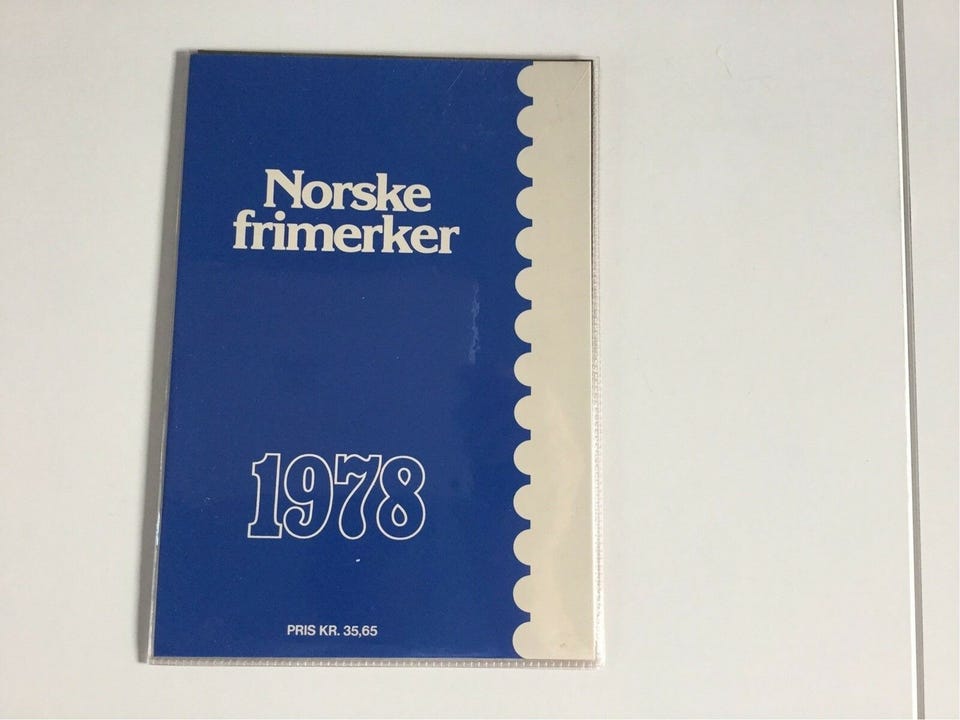 Norske
frimerker
1978
PRIS KR. 35,65